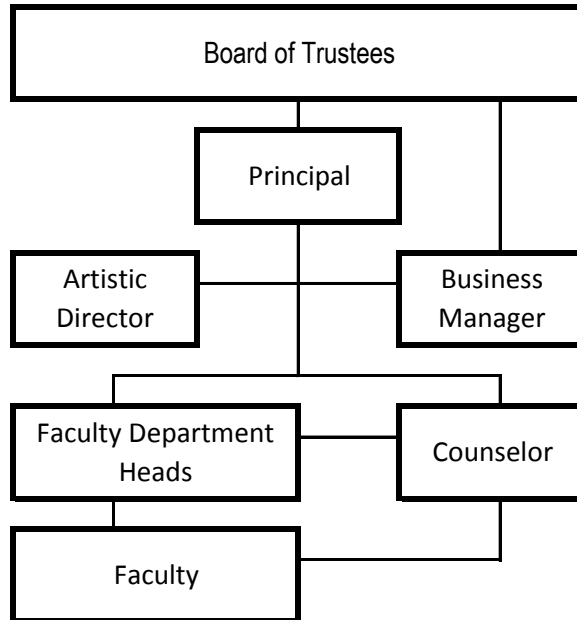 Board of Trustees
Principal
Artistic
Director
Business
Manager
Faculty Department
Heads
Counselor
Faculty